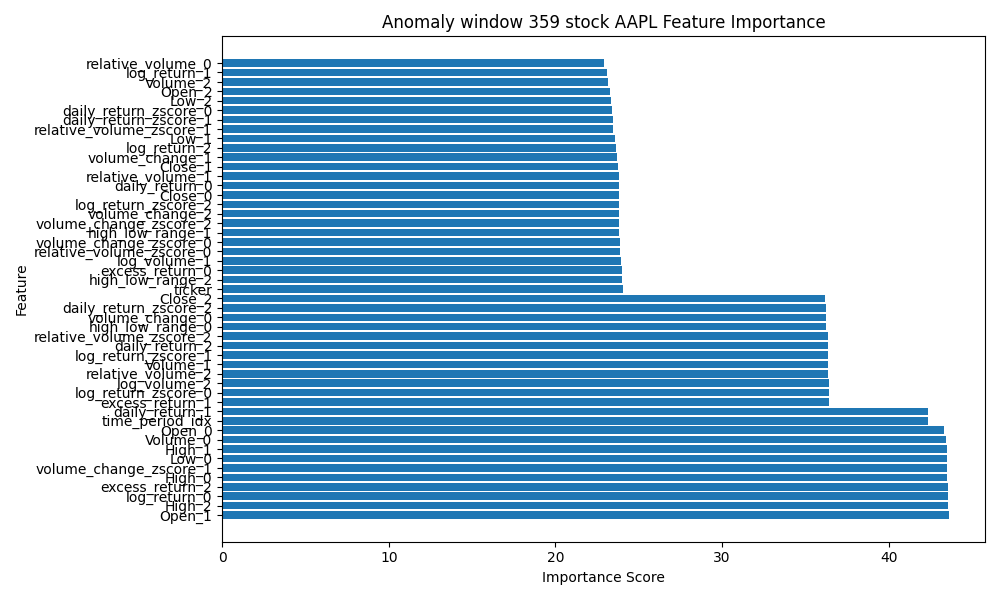 Anomaly window 359 stock AAPL Feature Importance
relative_volume_0
log_return_1
Volume_2
Open_2
Low_2
daily_return_zscore_0
daily_return_zscore_1
relative_volume_zscore_1
Low_1
log_return_2
volume_change_1
Close_1
relative_volume_1
daily_return_0
Close_0
log_return_zscore_2
volume_change_2
volume_change_zscore_2
high_low_range_1
volume_change_zscore_0
relative_volume_zscore_0
log_volume_1
excess_return_0
high_low_range_2
ticker
Close_2
daily_return_zscore_2
volume_change_0
high_low_range_0
relative_volume_zscore_2
daily_return_2
log_return_zscore_1
Volume_1
relative_volume_2
log_volume_2
log_return_zscore_0
excess_return_1
daily_return_1
time_period_idx
Open_0
Volume_0
High_1
Low_0
volume_change_zscore_1
High_0
excess_return_2
log_return_0
High_2
Open_1
Feature
0 10 20 30 40
Importance Score